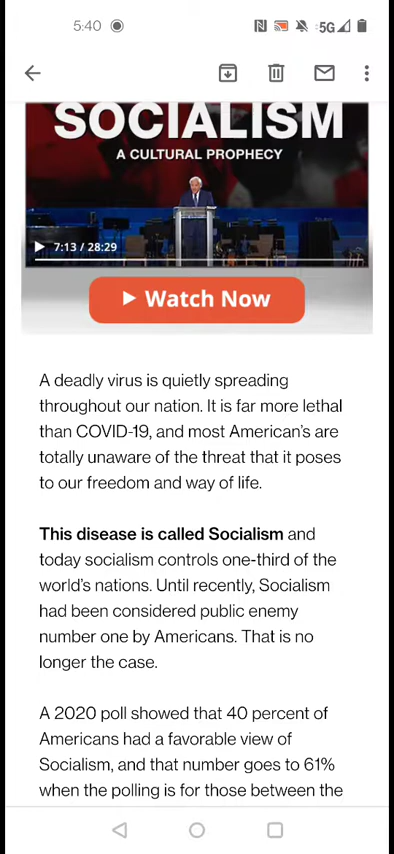 5:40
5G
SOCIALISM
A CULTURAL PROPHECY
7:13 / 28:29
Watch Now
A deadly virus is quietly spreading
throughout our nation. It is far more lethal
than COVID-19, and most American's are
totally unaware of the threat that it poses
to our freedom and way of life.
This disease is called Socialism and
today socialism controls one-third of the
world's nations. Until recently, Socialism
had been considered public enemy
number one by Americans. That is no
longer the case.
A 2020 poll showed that 40 percent of
Americans had a favorable view of
Socialism, and that number goes to 61%
when the polling is for those between the